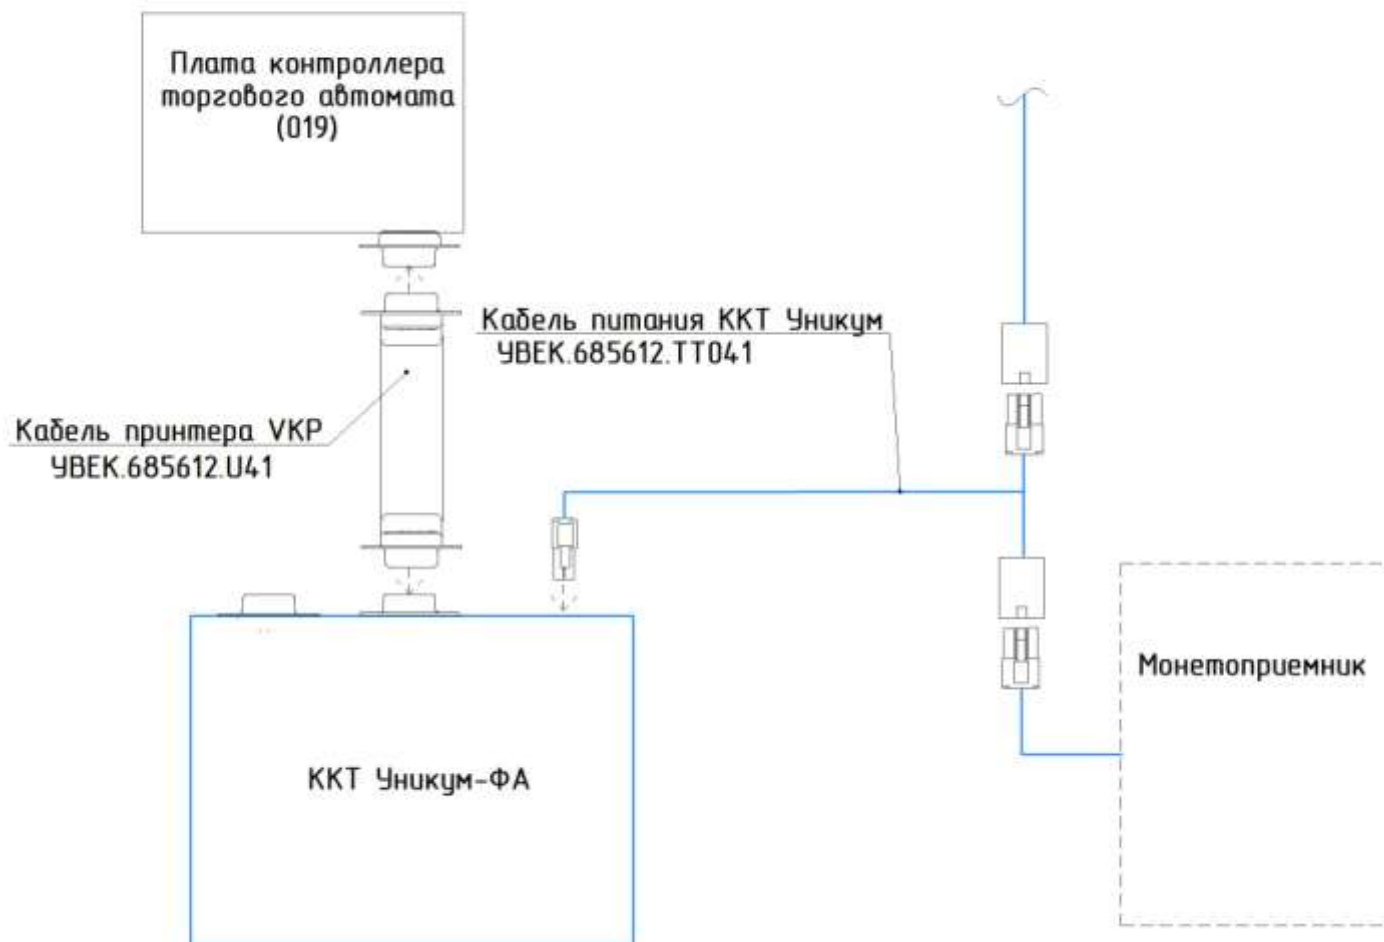 Плата контроллера
торгового автомата
(019)
Кабель питания ККТ Уникум
УВЕК.685612.ТТ041
Кабель принтера VKP
УВЕК.685612.U41
Монетоприемник
ККТ Уникум-ФА